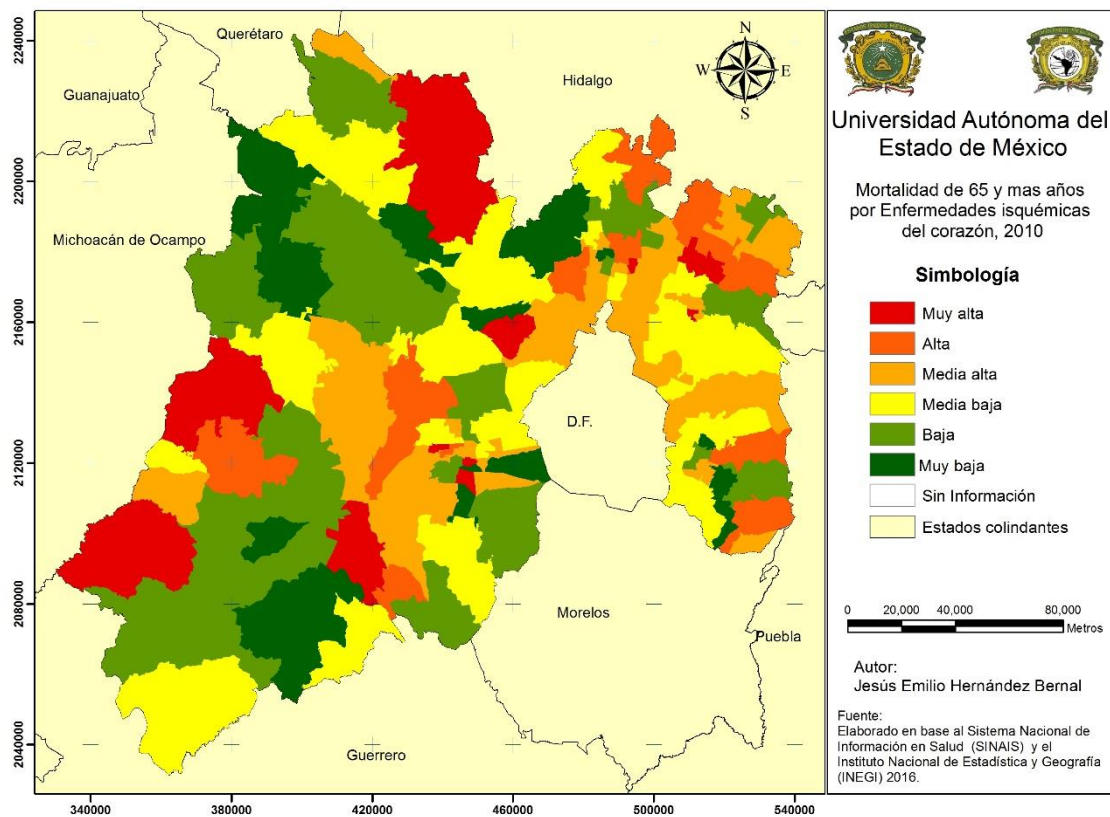 2240000
2200000
2160000
2120000
2080000
2040000
340000
380000
420000
460000
500000
540000
Querétaro
Guanajuato
Hidalgo
Michoacán de Ocampo
D.F.
Morelos
Puebla
Guerrero
N
W E
S
Universidad Autónoma del
Estado de México
Mortalidad de 65 y mas años
por Enfermedades isquémicas
del corazón, 2010
Simbología
Muy alta
Alta
Media alta
Media baja
Baja
Muy baja
Sin Información
Estados colindantes
0 20,000 40,000 80,000
Metros
Autor:
Jesús Emilio Hernández Bernal
Fuente:
Elaborado en base al Sistema Nacional de
Información en Salud (SINAIS) y el
Instituto Nacional de Estadística y Geografía
(INEGI) 2016.